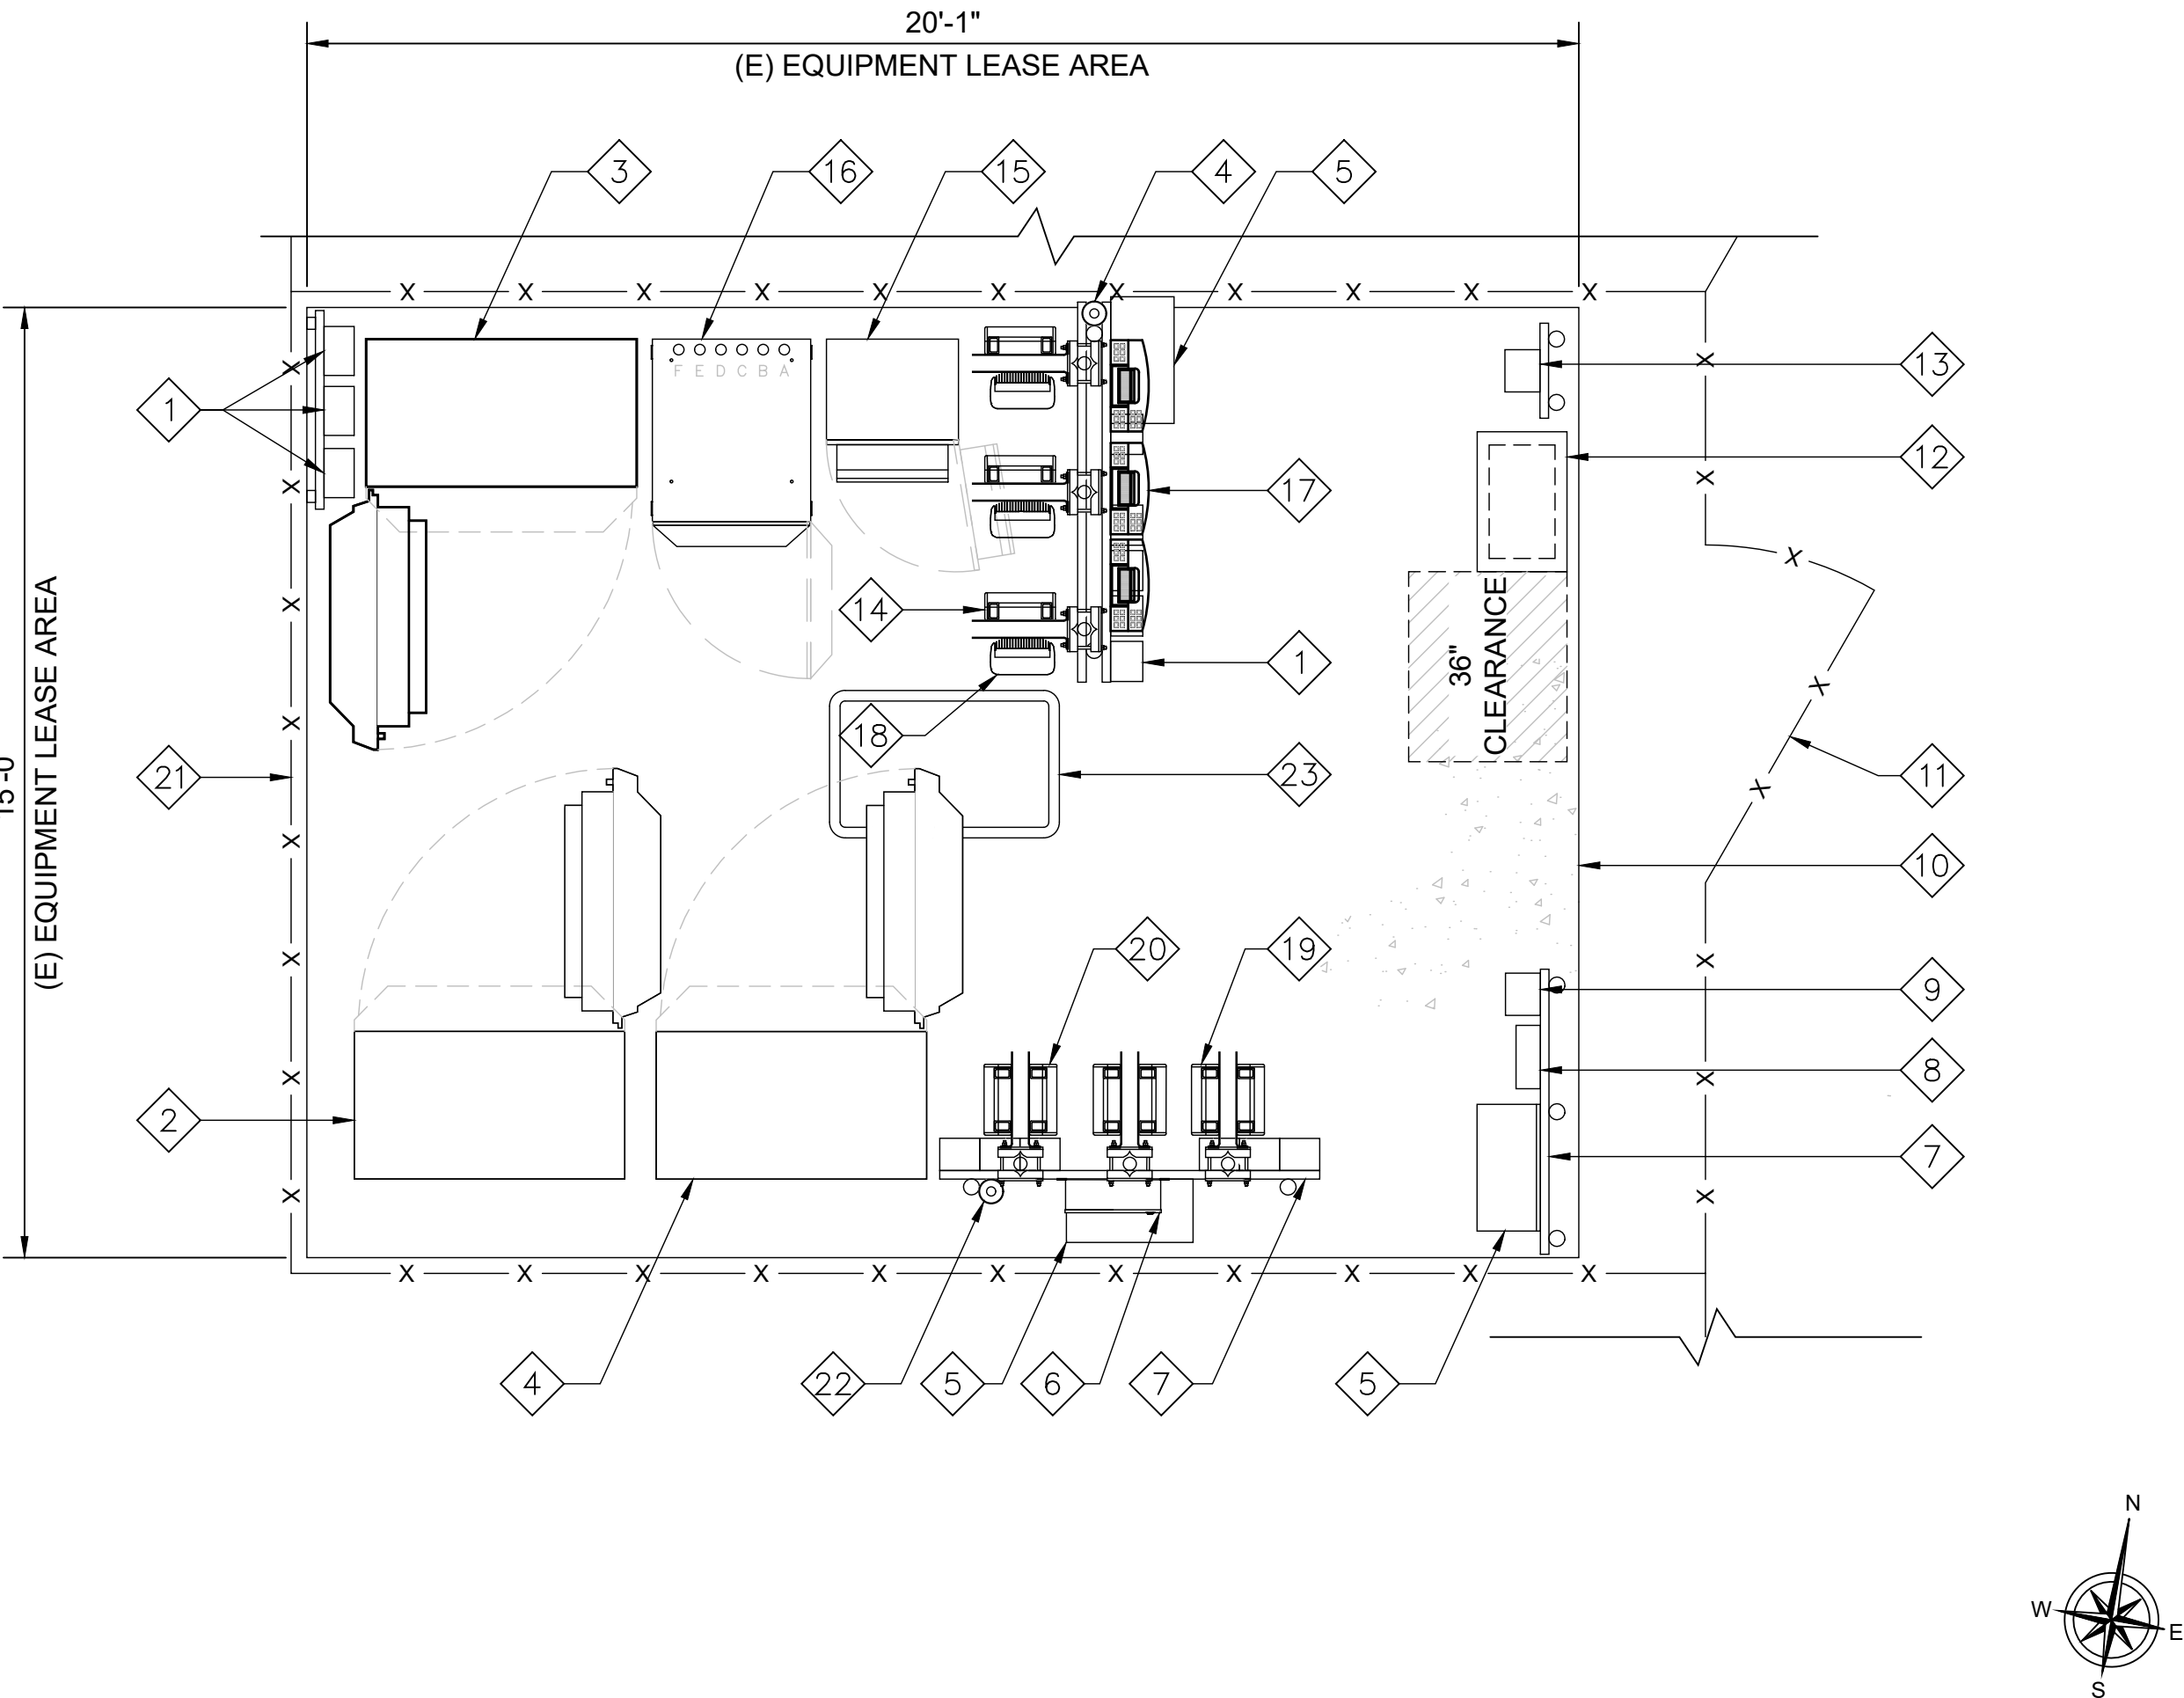 20'-1"
(E) EQUIPMENT LEASE AREA
3
16
15
4
5
X X X X X X X X X X X
F E D C B A
1
13
12
17
14
1
36"
CLEARANCE
(E) EQUIPMENT LEASE AREA
18
21
23
11
10
20
19
9
8
2
7
X X X X X X X X
X X X X X X X X
X X X X X X X X X X X
4
22
5
6
7
5
N
W
E
S